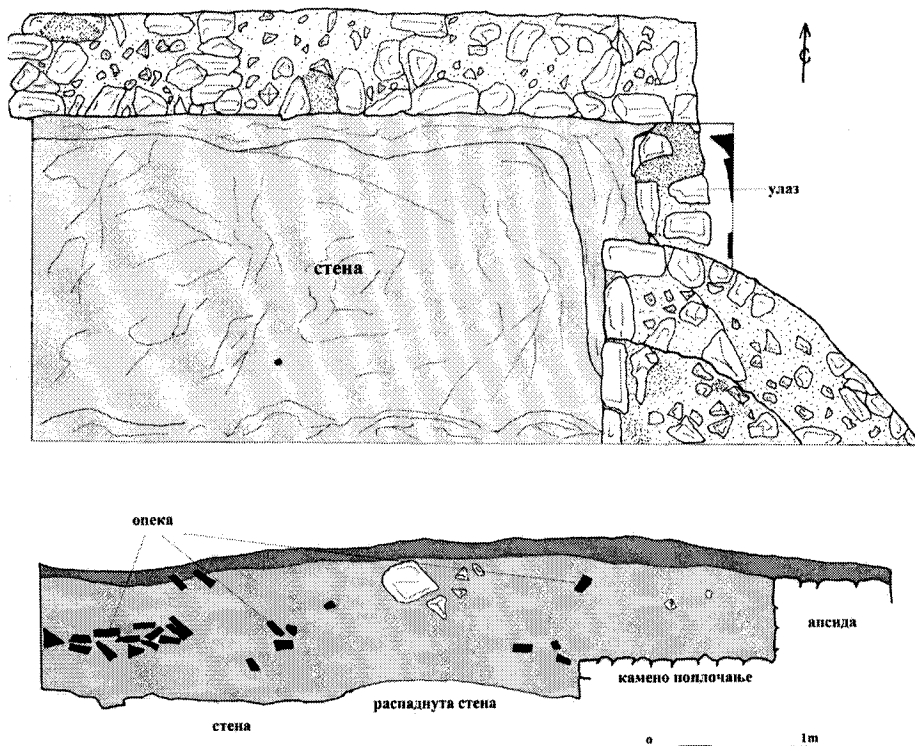 С
улаз
стена
опека
апсида
камено поплочање
распаднута стена
стена
0 1m